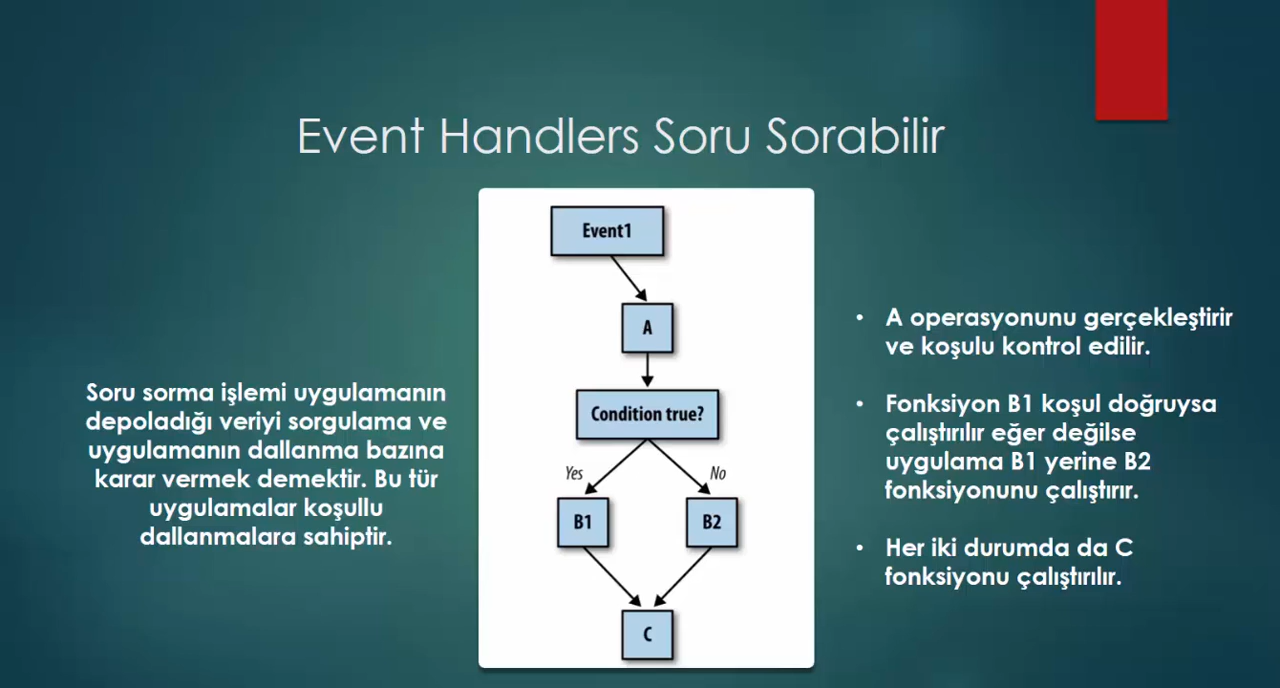 Event Handlers Soru Sorabilir
Soru sorma işlemi uygulamanın
depoladığı veriyi sorgulama ve
uygulamanın dallanma bazına
karar vermek demektir. Bu tür
uygulamalar koşullu
dallanmalara sahiptir.
Event1
A
Condition true?
Yes
No
B1
B2
C
• A operasyonunu gerçekleştirir
ve koşulu kontrol edilir.
• Fonksiyon B1 koşul doğruysa
çalıştırılır eğer değilse
uygulama B1 yerine B2
fonksiyonunu çalıştırır.
• Her iki durumda da C
fonksiyonu çalıştırılır.